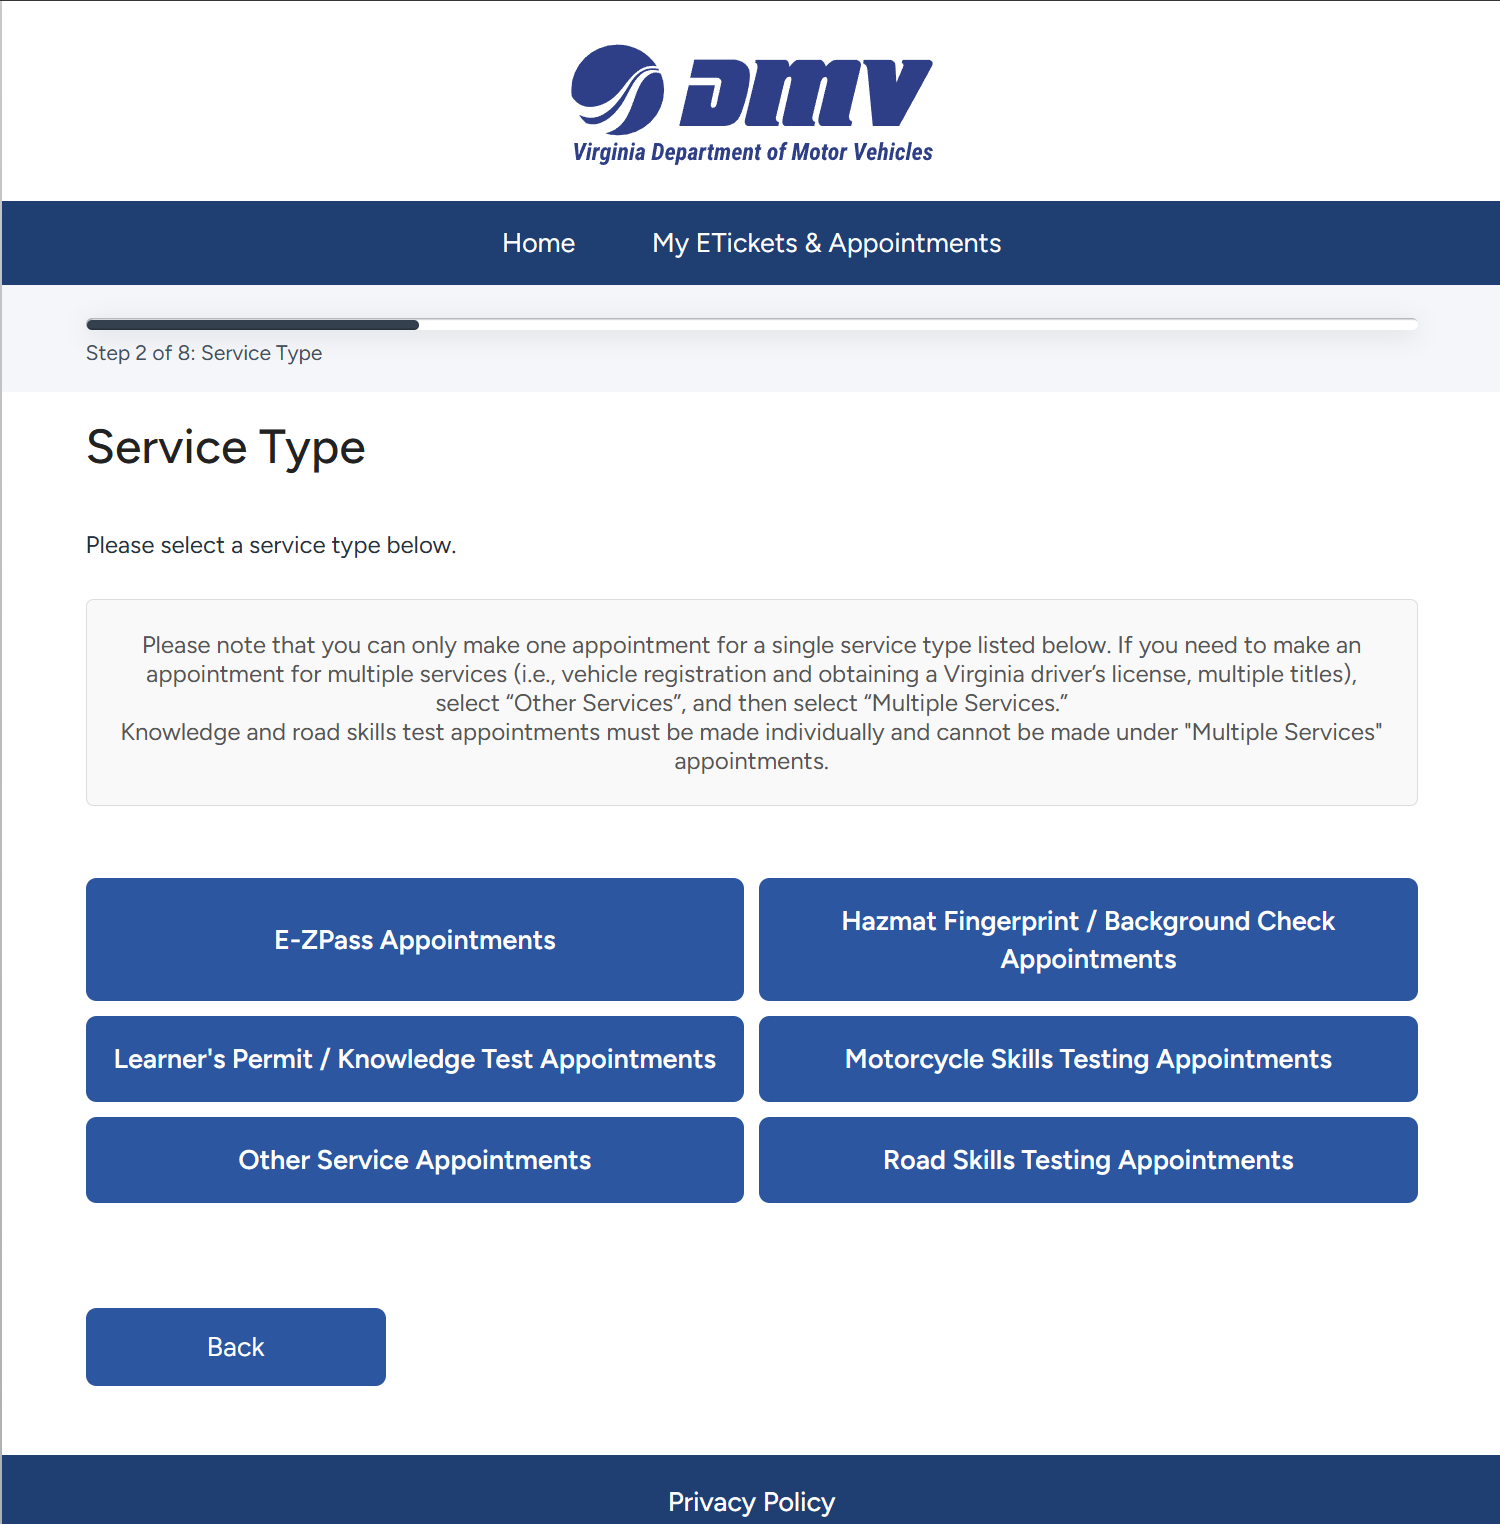 DMV
Virginia Department of Motor Vehicles
Home
My ETickets & Appointments
Step 2 of 8: Service Type
Service Type
Please select a service type below.
Please note that you can only make one appointment for a single service type listed below. If you need to make an
appointment for multiple services (i.e., vehicle registration and obtaining a Virginia driver’s license, multiple titles),
select “Other Services”, and then select “Multiple Services.”
Knowledge and road skills test appointments must be made individually and cannot be made under "Multiple Services"
appointments.
E-ZPass Appointments
Hazmat Fingerprint / Background Check
Appointments
Learner's Permit / Knowledge Test Appointments
Motorcycle Skills Testing Appointments
Other Service Appointments
Road Skills Testing Appointments
Back
Privacy Policy